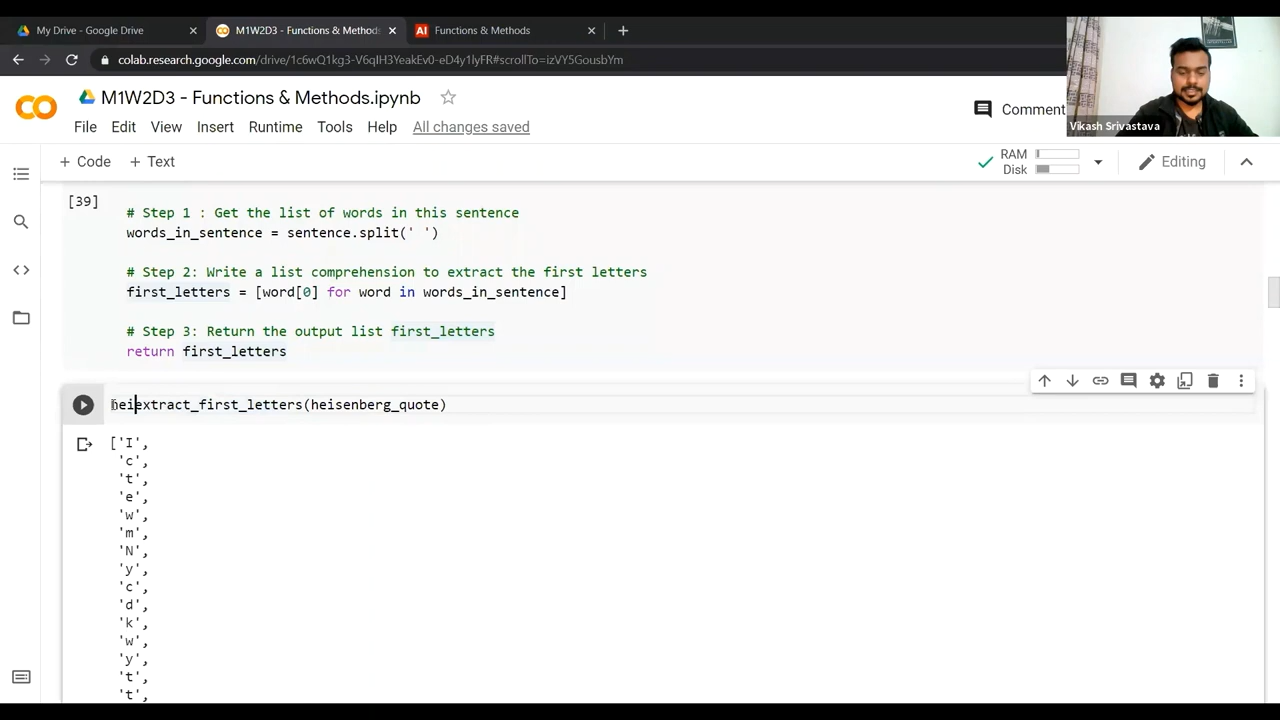 My Drive - Google Drive
M1W2D3 - Functions & Methods
AI
Functions & Methods
colab.research.google.com/drive/1c6wQ1kg3-V6qIH3YeakEv0-eD4y1lyFR#scrollTo=izVY5GousbYm
M1W2D3 - Functions & Methods.ipynb
Comment
Vikash Srivastava
File Edit View Insert Runtime Tools Help All changes saved
+ Code + Text
RAM
Disk
Editing
[39]
# Step 1 : Get the list of words in this sentence
words_in_sentence = sentence.split(' ')
# Step 2: Write a list comprehension to extract the first letters
first_letters = [word[0] for word in words_in_sentence]
# Step 3: Return the output list first_letters
return first_letters
heiextract_first_letters(heisenberg_quote)
['I',
'c',
't',
'e',
'w',
'm',
'N',
'y',
'c',
'd',
'k',
'w',
'y',
't',
't',